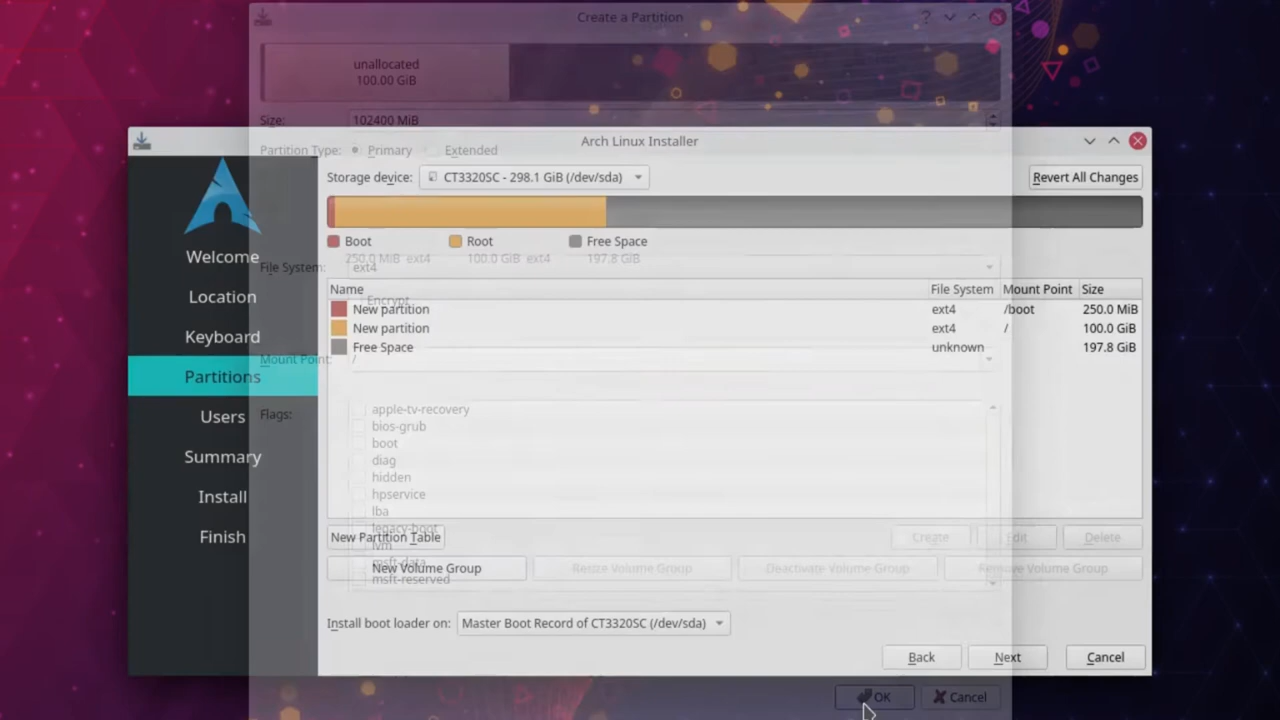 Create a Partition
unallocated
100.00 GiB
Size: 102400 MiB
Arch Linux Installer
Partition Type: Primary Extended
Storage device: CT3320SC - 298.1 GiB (/dev/sda) Revert All Changes
Boot Root Free Space
250.0 MiB ext4 100.0 GiB ext4 197.8 GiB
Welcome
Location
Keyboard
Partitions
Users
Summary
Install
Finish
File System: ext4
Name File System Mount Point Size
Encrypt
New partition ext4 /boot 250.0 MiB
New partition ext4 / 100.0 GiB
Free Space unknown 197.8 GiB
Mount Point: /
Flags:
apple-tv-recovery
bios-grub
boot
diag
hidden
hpservice
lba
legacy-boot
lvm
msft-data
msft-reserved
New Partition Table Create Edit Delete
New Volume Group Resize Volume Group Deactivate Volume Group Remove Volume Group
Install boot loader on: Master Boot Record of CT3320SC (/dev/sda)
Back Next Cancel
OK Cancel